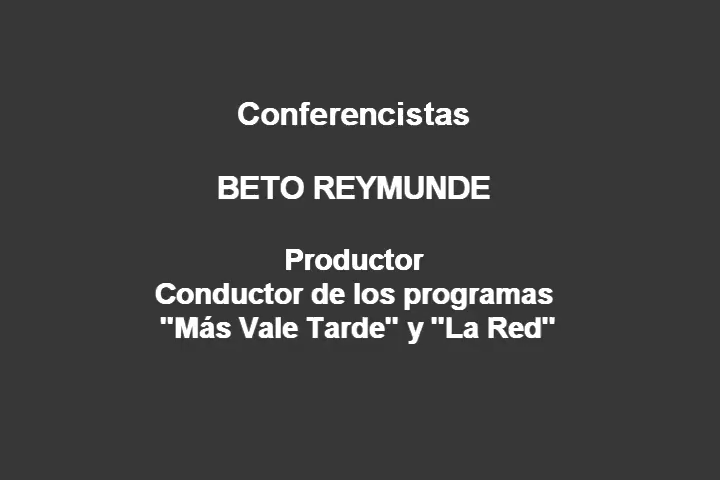 Conferencistas
BETO REYMUNDE
Productor
Conductor de los programas
"Más Vale Tarde" y "La Red"